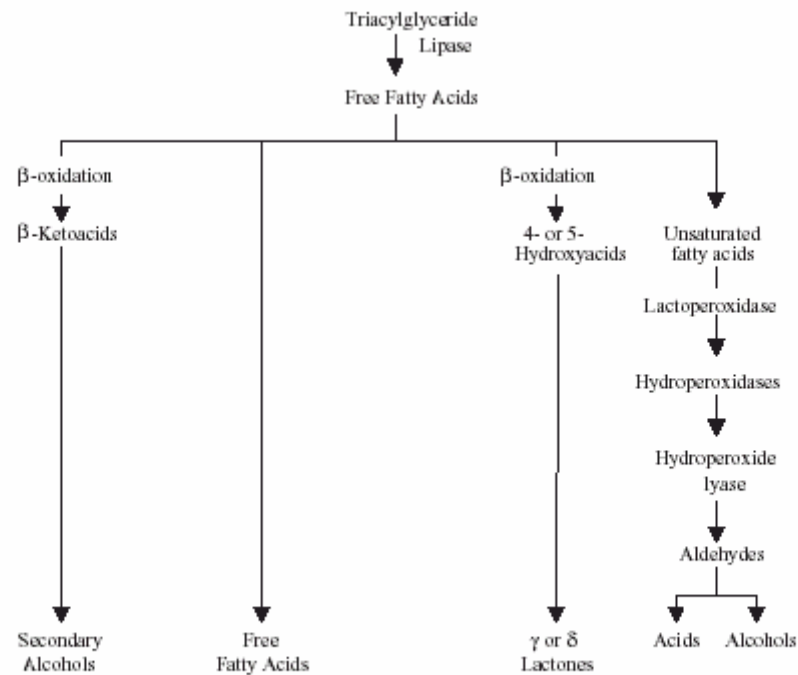 Triacylglyceride
Lipase
Free Fatty Acids
β-oxidation
β-Ketoacids
β-oxidation
4- or 5-
Hydroxyacids
Unsaturated
fatty acids
Lactoperoxidase
Hydroperoxidases
Hydroperoxide
lyase
Aldehydes
Secondary
Alcohols
Free
Fatty Acids
γ or δ
Lactones
Acids
Alcohols